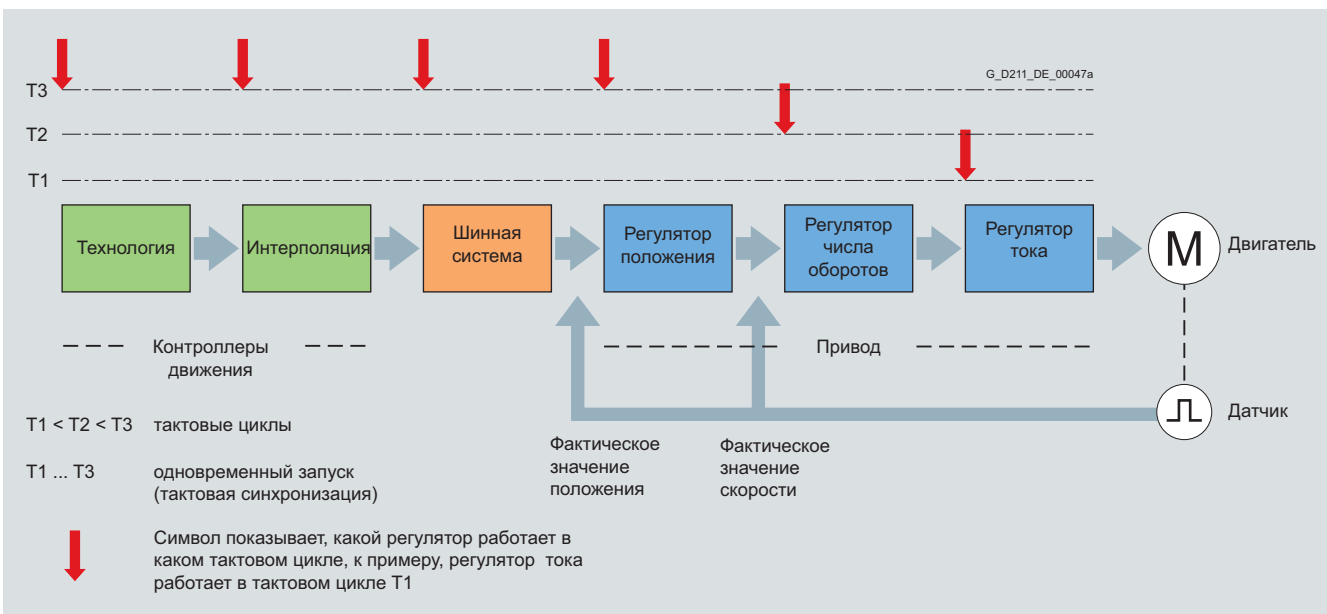 G_D211_DE_00047a
T3
T2
T1
Технология
Интерполяция
Шинная
система
Регулятор
положения
Регулятор
числа
оборотов
Регулятор
тока
M
Двигатель
Контроллеры
движения
Привод
Датчик
T1 < T2 < T3 тактовые циклы
T1 ... T3 одновременный запуск
(тактовая синхронизация)
Фактическое
значение
положения
Фактическое
значение
скорости
Символ показывает, какой регулятор работает в
каком тактовом цикле, к примеру, регулятор тока
работает в тактовом цикле T1